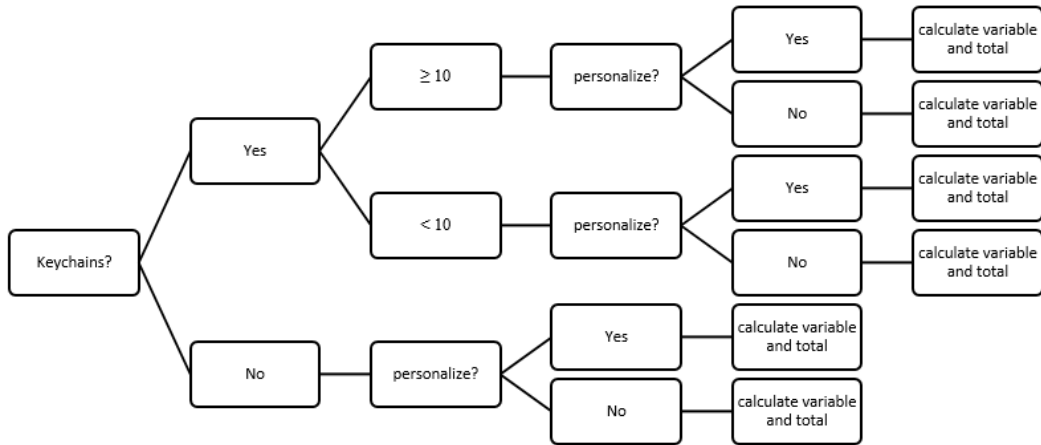 Keychains?
Yes
≥ 10
personalize?
Yes
calculate variable
and total
No
calculate variable
and total
< 10
personalize?
Yes
calculate variable
and total
No
calculate variable
and total
No
personalize?
Yes
calculate variable
and total
No
calculate variable
and total